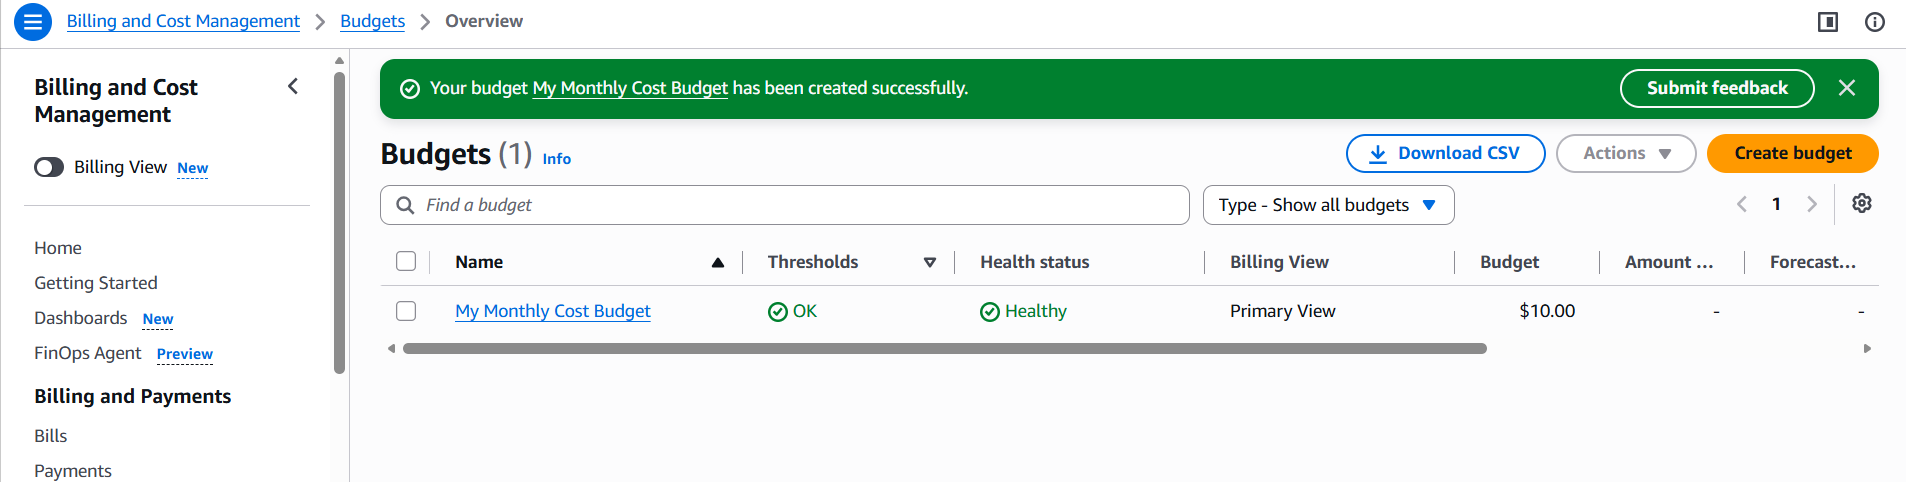 Billing and Cost Management > Budgets > Overview
Billing and Cost Management
Billing View New
Home
Getting Started
Dashboards New
FinOps Agent Preview
Billing and Payments
Bills
Payments
Your budget My Monthly Cost Budget has been created successfully.
Submit feedback
Budgets (1) Info
Download CSV
Actions
Create budget
Find a budget
Type - Show all budgets
1
Name Thresholds Health status Billing View Budget Amount ... Forecast...
My Monthly Cost Budget OK Healthy Primary View $10.00 - -